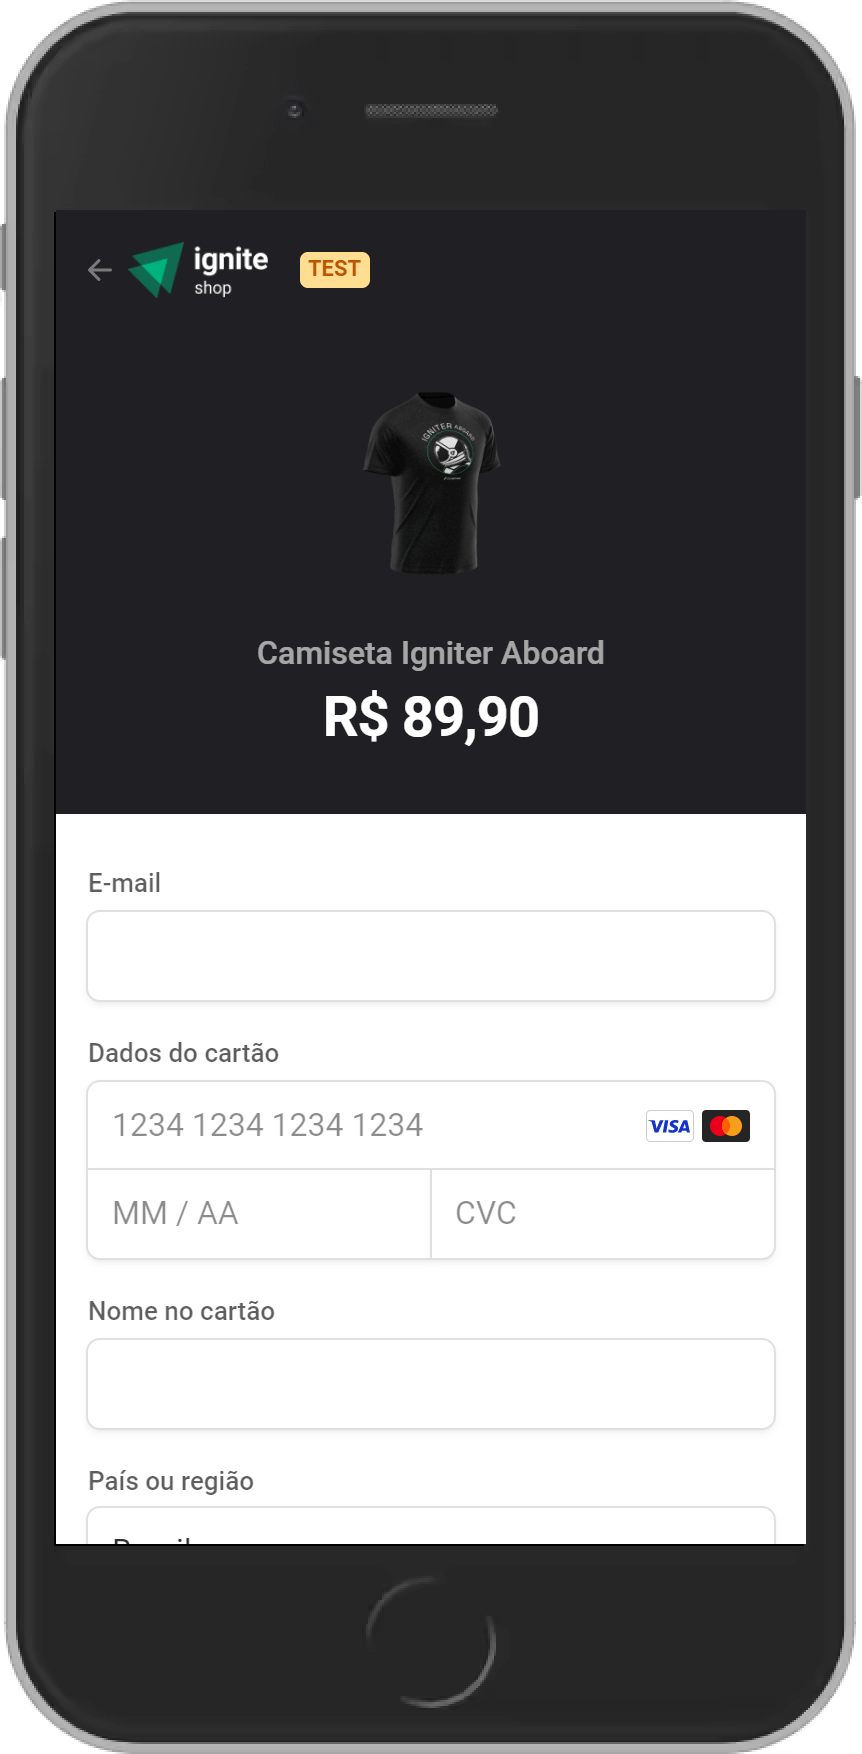 ignite
shop
TEST
IGNITER ABOARD
Camiseta Igniter Aboard
R$ 89,90
E-mail
Dados do cartão
1234 1234 1234 1234
VISA
MM / AA
CVC
Nome no cartão
País ou região
Brasil